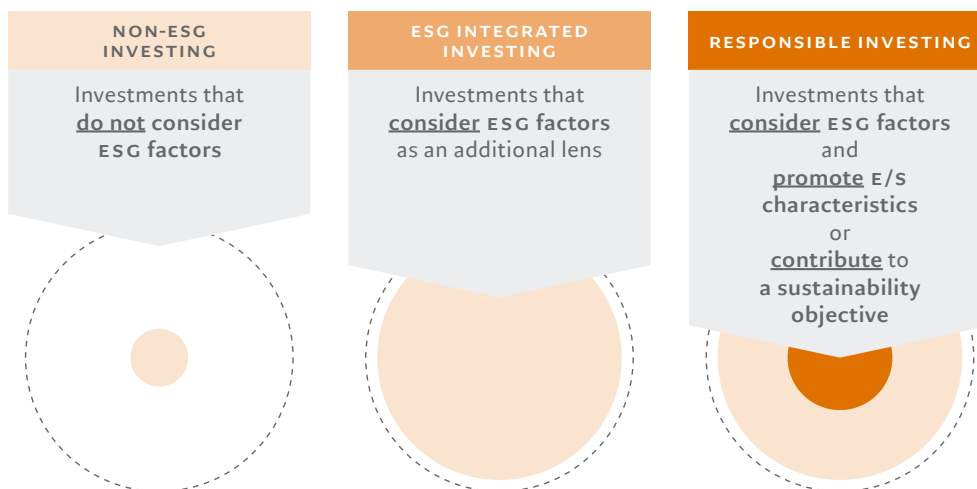 NON-ESG
INVESTING
Investments that
do not consider
ESG factors
ESG INTEGRATED
INVESTING
Investments that
consider ESG factors
as an additional lens
RESPONSIBLE INVESTING
Investments that
consider ESG factors
and
promote E/S
characteristics
or
contribute to
a sustainability
objective